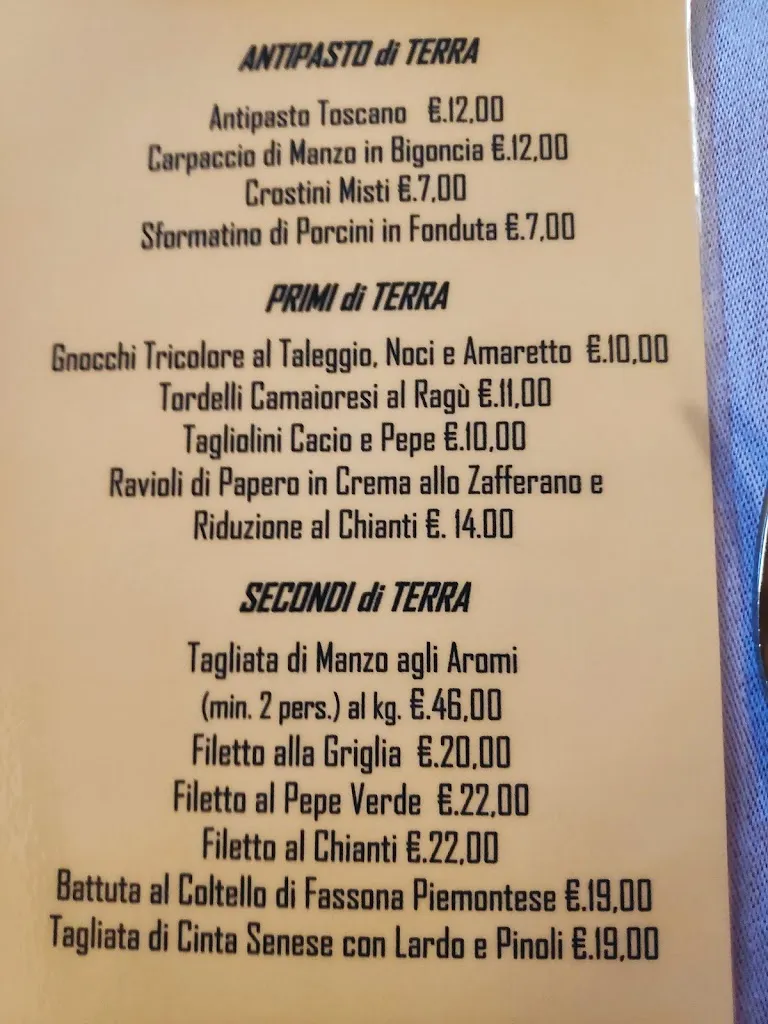 ANTIPASTO di TERRA
Antipasto Toscano €.12,00
Carpaccio di Manzo in Bigoncia €.12,00
Crostini Misti €.7,00
Sformatino di Porcini in Fonduta €.7,00
PRIMI di TERRA
Gnocchi Tricolore al Taleggio, Noci e Amaretto €.10,00
Tordelli Camaioresi al Ragù €.11,00
Tagliolini Cacio e Pepe €.10,00
Ravioli di Papero in Crema allo Zafferano e
Riduzione al Chianti €. 14.00
SECONDI di TERRA
Tagliata di Manzo agli Aromi
(min. 2 pers.) al kg. €.46,00
Filetto alla Griglia €.20,00
Filetto al Pepe Verde €.22,00
Filetto al Chianti €.22,00
Battuta al Coltello di Fassona Piemontese €.19,00
Tagliata di Cinta Senese con Lardo e Pinoli €.19,00